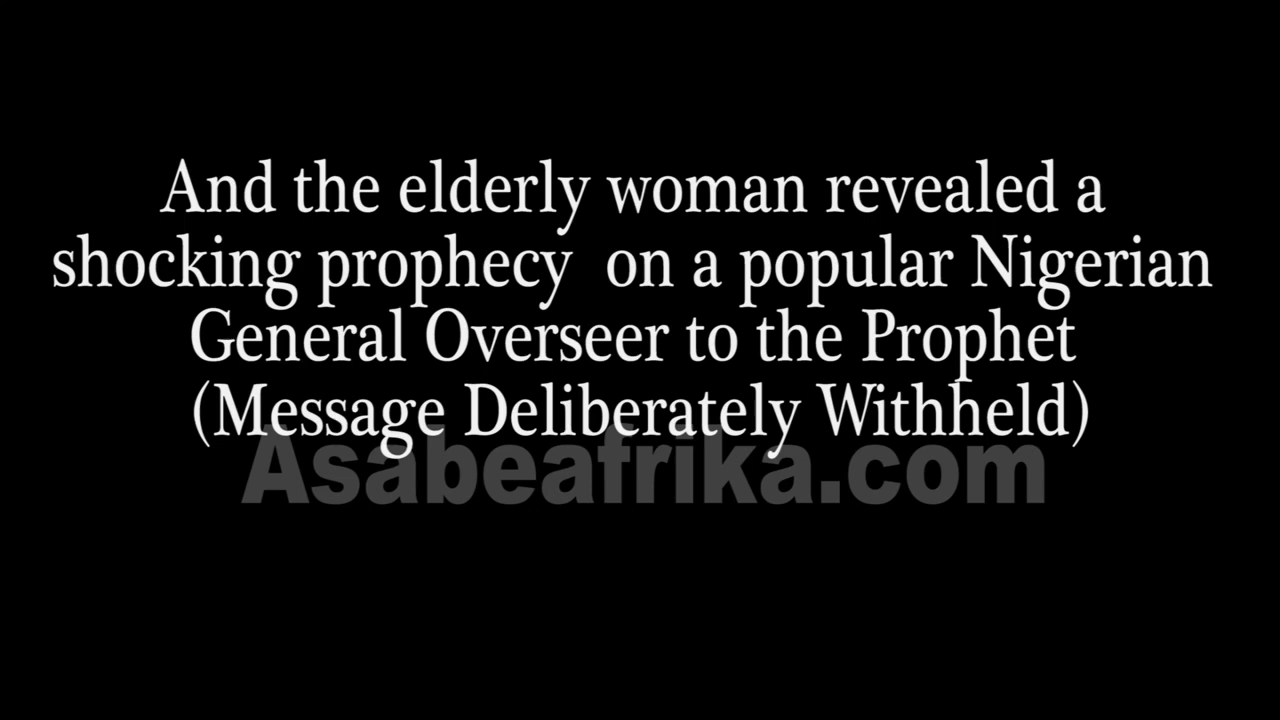 And the elderly woman revealed a
shocking prophecy  on a popular Nigerian
General Overseer to the Prophet
(Message Deliberately Withheld)
Asabeafrika.com